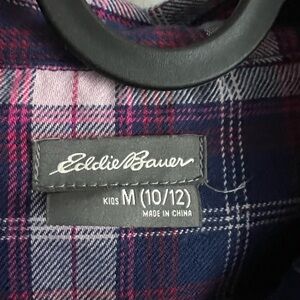 Eddie Bauer
KIDS M (10/12)
MADE IN CHINA